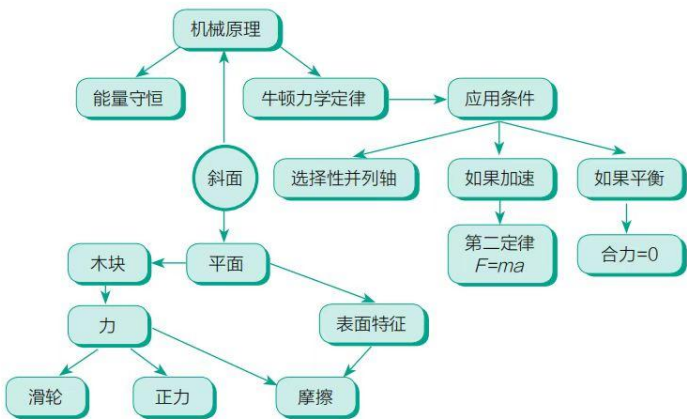 机械原理
能量守恒
牛顿力学定律
应用条件
斜面
选择性并列轴
如果加速
如果平衡
木块
平面
第二定律
F=ma
合力=0
力
表面特征
滑轮
正力
摩擦